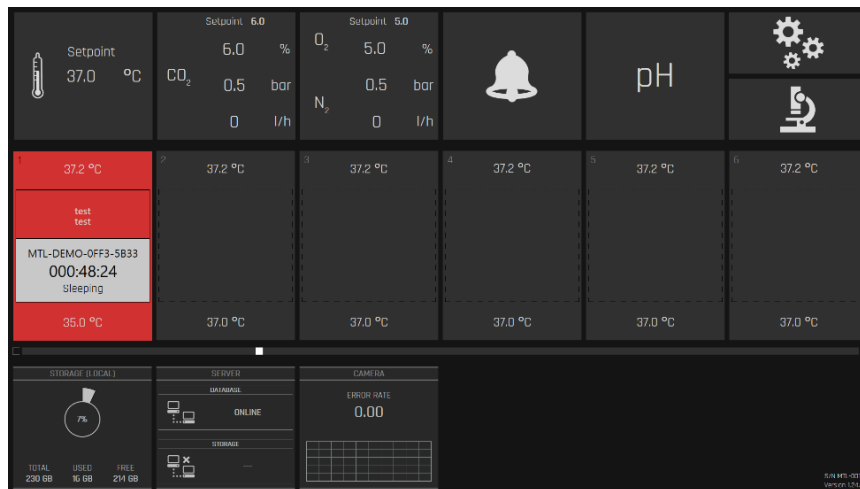 Setpoint
37.0 °C
Setpoint 6.0
CO2
6.0 %
0.5 bar
0 l/h
Setpoint 5.0
O2
5.0 %
0.5 bar
N2
0 l/h
pH
1
37.2 °C
test
test
MTL-DEMO-0FF3-5B33
000:48:24
Sleeping
35.0 °C
2
37.2 °C
37.0 °C
3
37.2 °C
37.0 °C
4
37.2 °C
37.0 °C
5
37.2 °C
37.0 °C
6
37.2 °C
37.0 °C
STORAGE (LOCAL)
7%
TOTAL USED FREE
230 GB 16 GB 214 GB
SERVER
DATABASE
ONLINE
STORAGE
---
CAMERA
ERROR RATE
0.00
S/N MTL-
Version